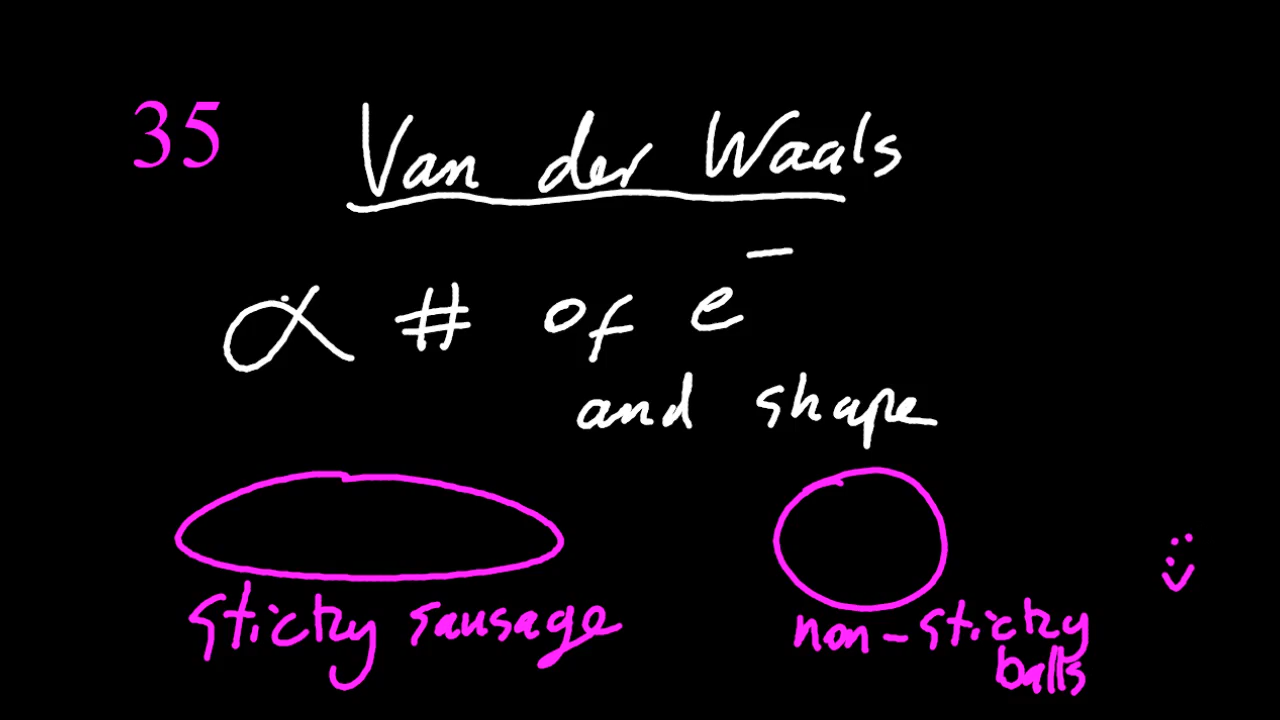 35
Van der Waals
∝ # of e⁻
and shape
sticky sausage
non-sticky
balls